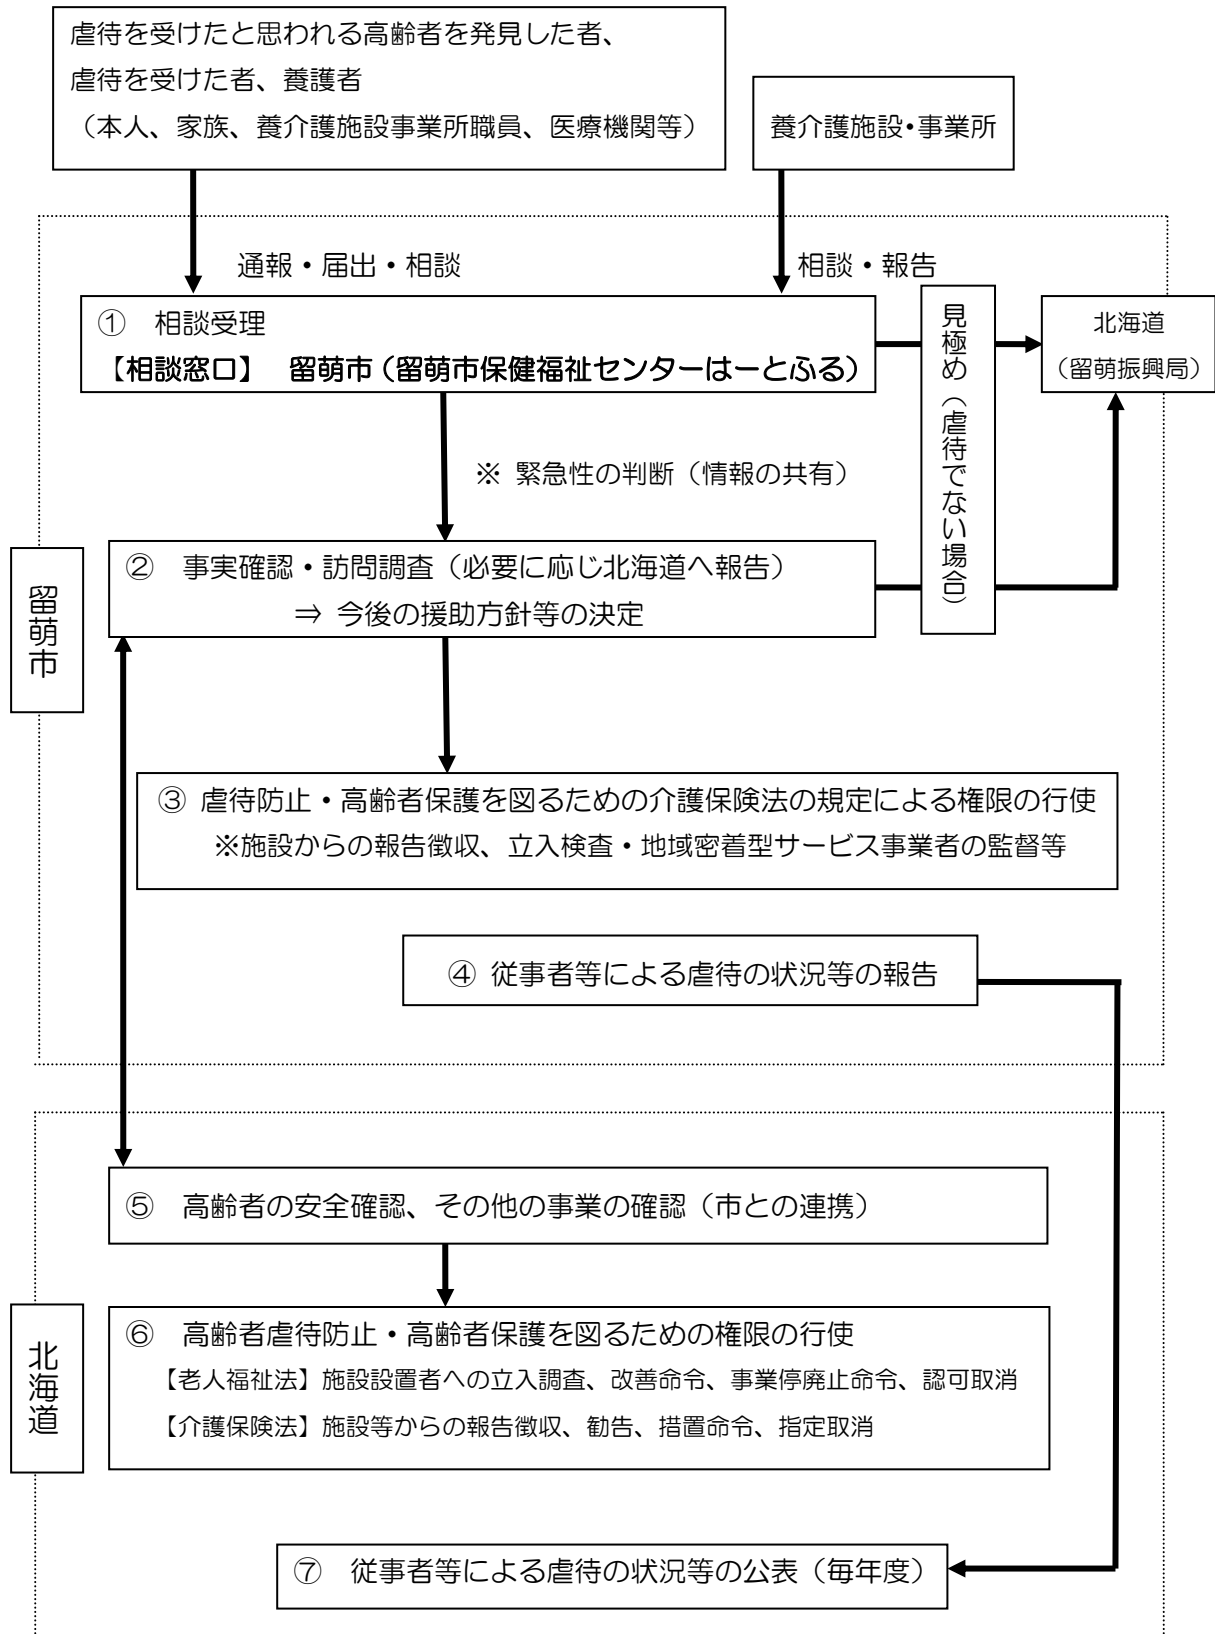 虐待を受けたと思われる高齢者を発見した者、
虐待を受けた者、養護者
（本人、家族、養介護施設事業所職員、医療機関等）
養介護施設・事業所
通報・届出・相談
相談・報告
① 相談受理
【相談窓口】 留萌市（留萌市保健福祉センターはーとふる）
見極め（虐待でない場合）
北海道
（留萌振興局）
※ 緊急性の判断（情報の共有）
留萌市
② 事実確認・訪問調査（必要に応じ北海道へ報告）
⇒ 今後の援助方針等の決定
③ 虐待防止・高齢者保護を図るための介護保険法の規定による権限の行使
※施設からの報告徴収、立入検査・地域密着型サービス事業者の監督等
④ 従事者等による虐待の状況等の報告
北海道
⑤ 高齢者の安全確認、その他の事業の確認（市との連携）
⑥ 高齢者虐待防止・高齢者保護を図るための権限の行使
【老人福祉法】施設設置者への立入調査、改善命令、事業停廃止命令、認可取消
【介護保険法】施設等からの報告徴収、勧告、措置命令、指定取消
⑦ 従事者等による虐待の状況等の公表（毎年度）